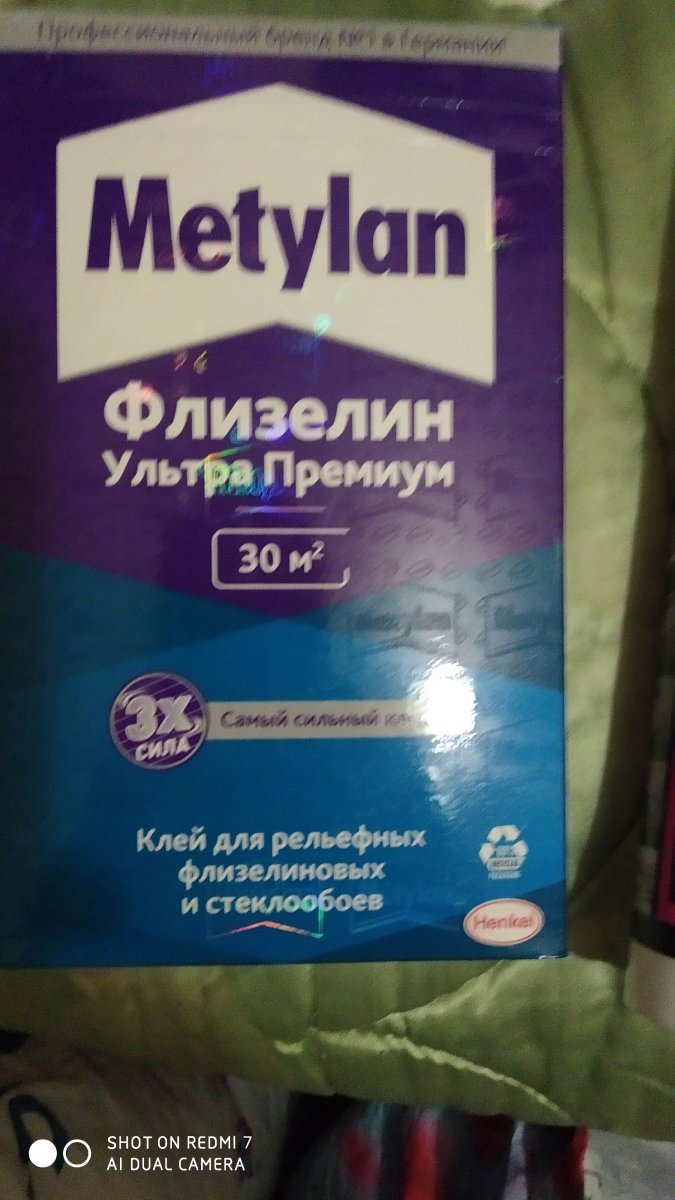 Профессиональный бренд №1 в Германии
Metylan
Флизелин
Ультра Премиум
30 м²
3X
СИЛА
Самый сильный
Клей для рельефных
флизелиновых
и стеклообоев
Henkel
SHOT ON REDMI 7
AI DUAL CAMERA